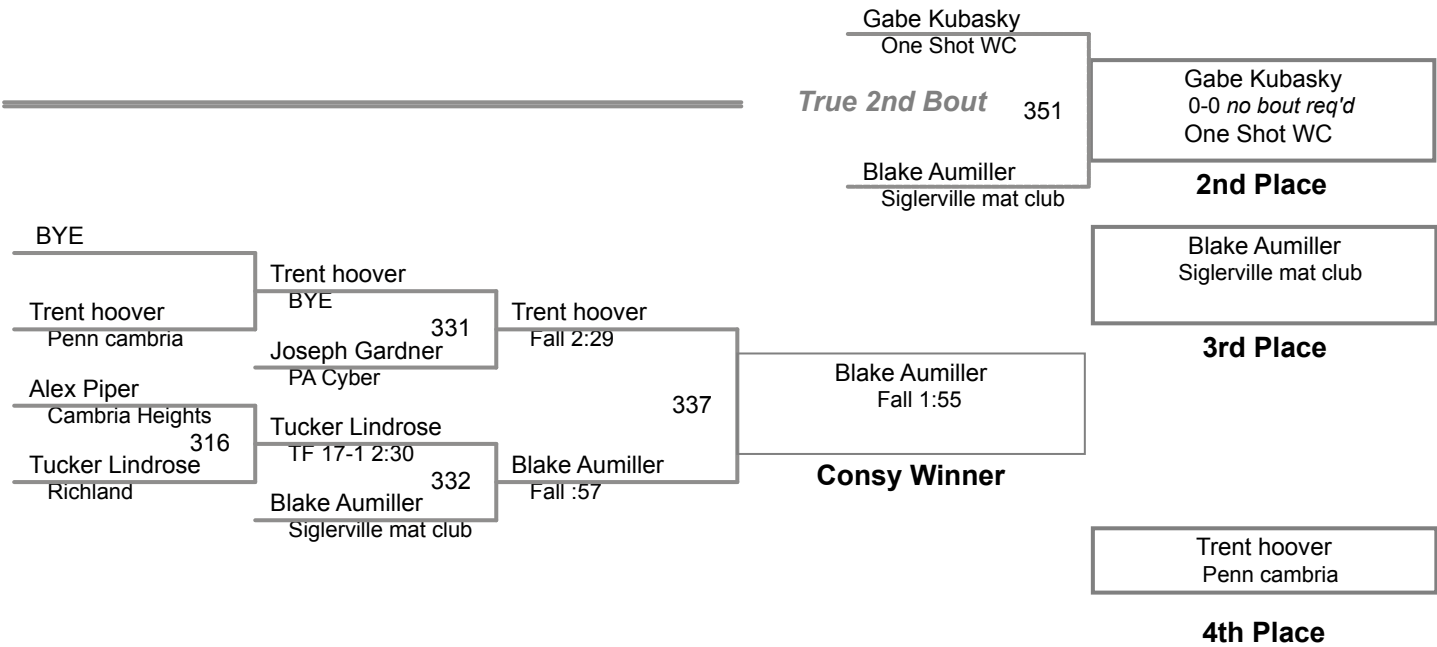 Gabe Kubasky
One Shot WC
True 2nd Bout
351
Blake Aumiller
Siglerville mat club
Gabe Kubasky
0-0 no bout req'd
One Shot WC
2nd Place
BYE
Trent hoover
Penn cambria
Alex Piper
Cambria Heights
316
Tucker Lindrose
Richland
Trent hoover
BYE
331
Joseph Gardner
PA Cyber
Tucker Lindrose
TF 17-1 2:30
332
Blake Aumiller
Siglerville mat club
Trent hoover
Fall 2:29
337
Blake Aumiller
Fall :57
Blake Aumiller
Fall 1:55
Consy Winner
Blake Aumiller
Siglerville mat club
3rd Place
Trent hoover
Penn cambria
4th Place